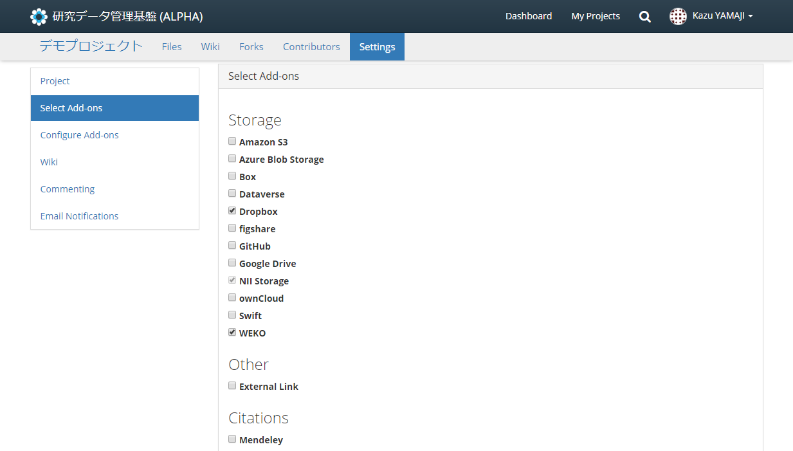 研究データ管理基盤 (ALPHA)
Dashboard My Projects Kazu YAMAJI
デモプロジェクト Files Wiki Forks Contributors Settings
Project
Select Add-ons
Configure Add-ons
Wiki
Commenting
Email Notifications
Select Add-ons
Storage
Amazon S3
Azure Blob Storage
Box
Dataverse
Dropbox
figshare
GitHub
Google Drive
NII Storage
ownCloud
Swift
WEKO
Other
External Link
Citations
Mendeley